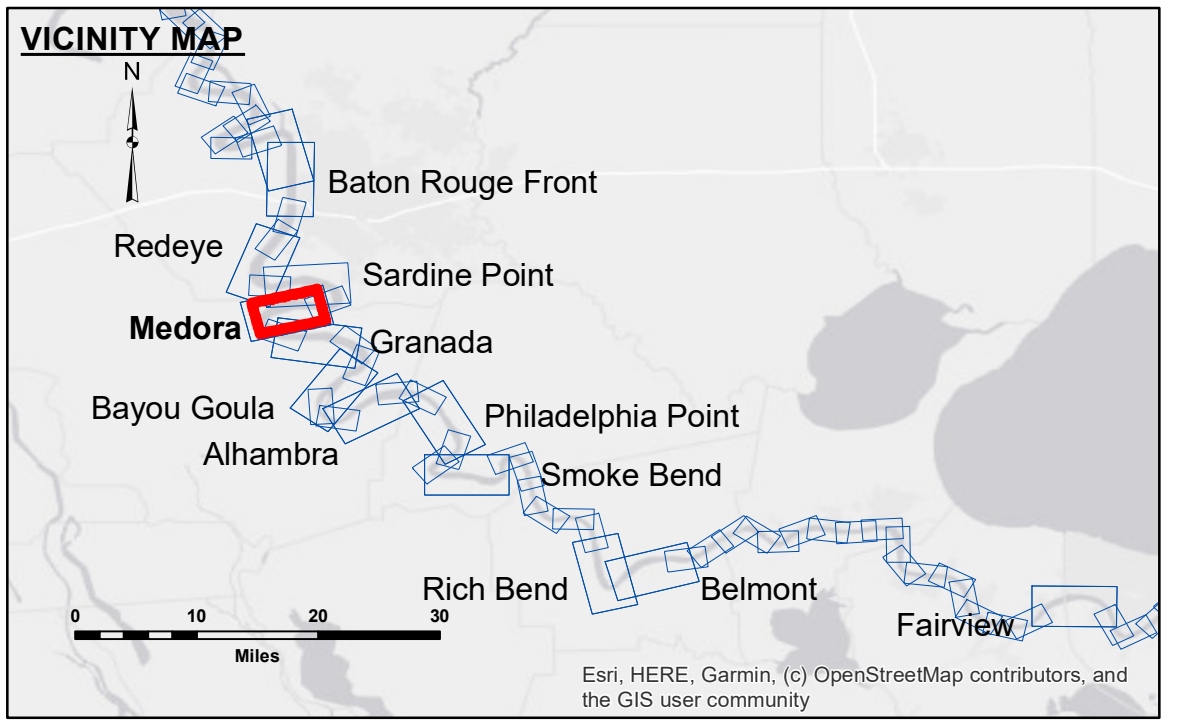 VICINITY MAP
N
Baton Rouge Front
Redeye
Sardine Point
Medora
Granada
Bayou Goula
Philadelphia Point
Alhambra
Smoke Bend
Rich Bend
Belmont
Fairview
0 10 20 30
Miles
Esri, HERE, Garmin, (c) OpenStreetMap contributors, and
the GIS user community